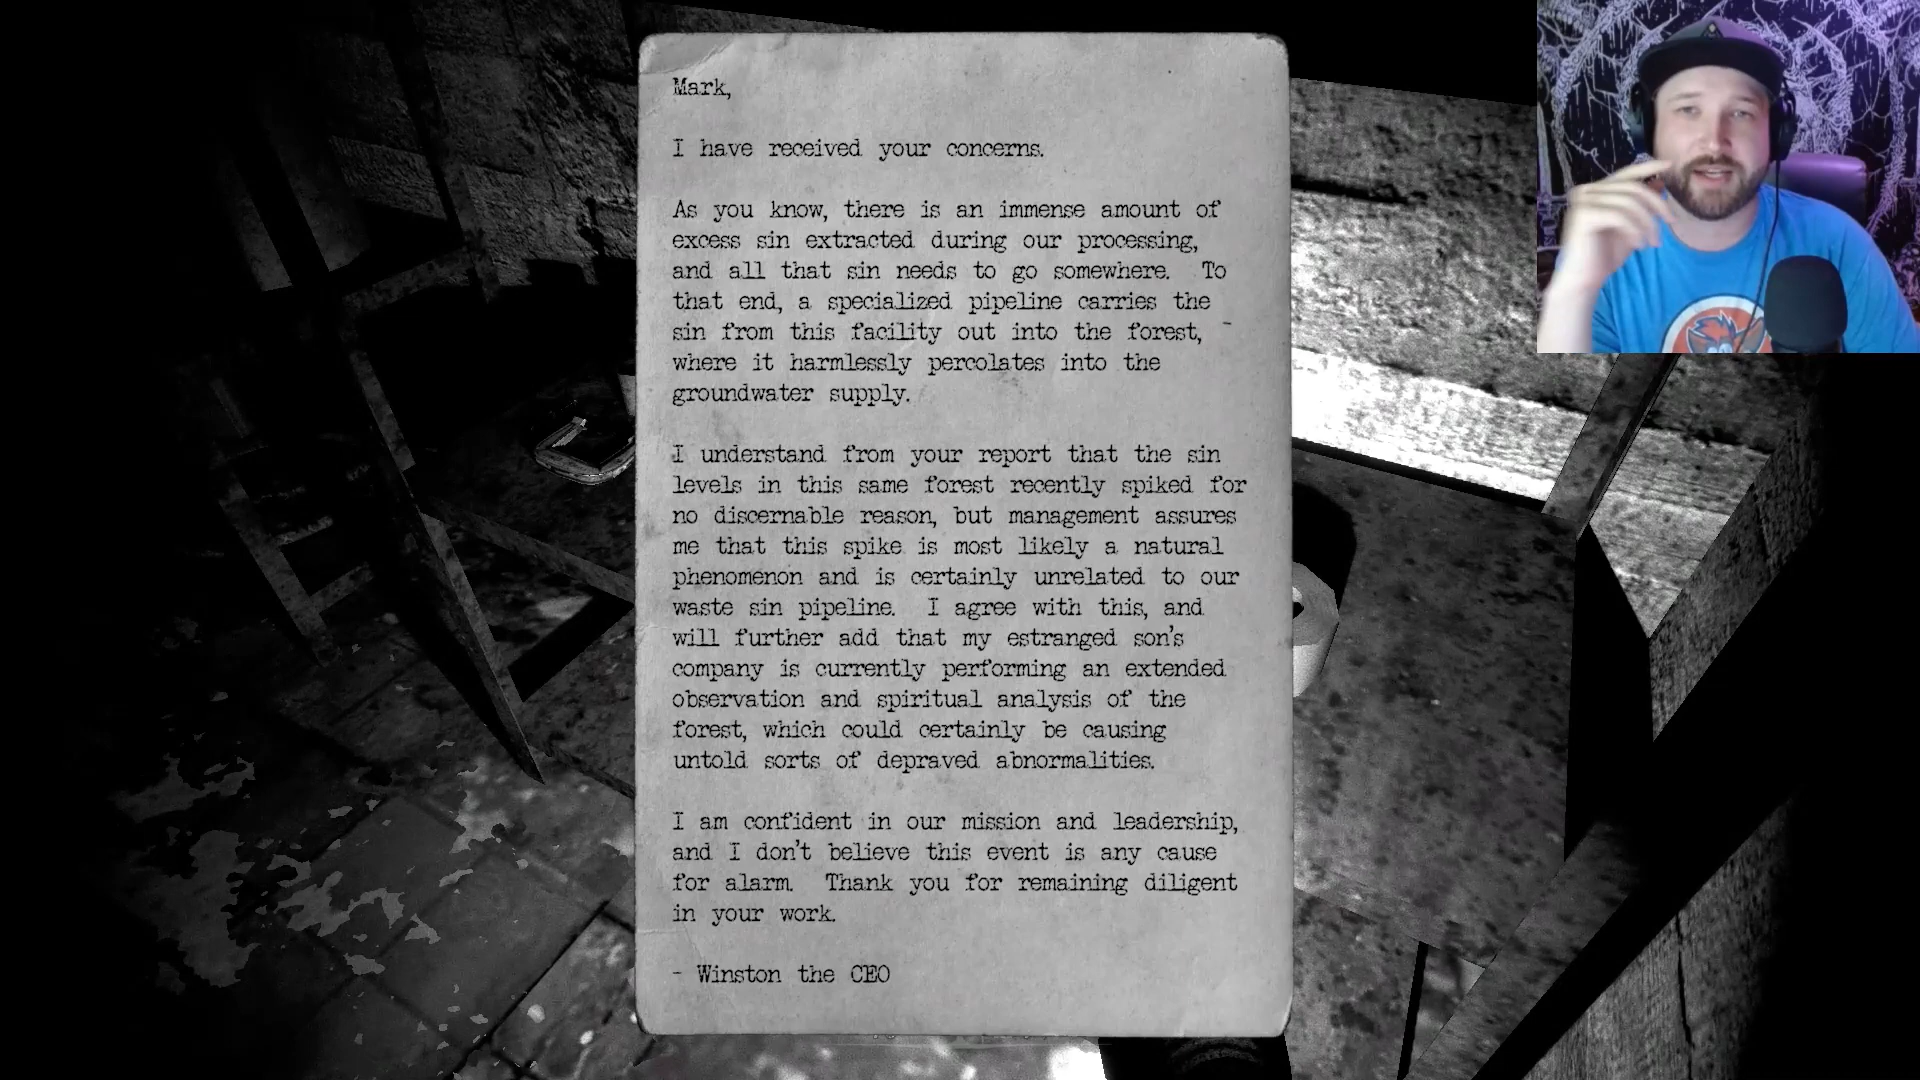 Mark,
I have received your concerns.
As you know, there is an immense amount of
excess sin extracted during our processing,
and all that sin needs to go somewhere. To
that end, a specialized pipeline carries the
sin from this facility out into the forest,
where it harmlessly percolates into the
groundwater supply.
I understand from your report that the sin
levels in this same forest recently spiked for
no discernable reason, but management assures
me that this spike is most likely a natural
phenomenon and is certainly unrelated to our
waste sin pipeline. I agree with this, and
will further add that my estranged son's
company is currently performing an extended
observation and spiritual analysis of the
forest, which could certainly be causing
untold sorts of depraved abnormalities.
I am confident in our mission and leadership,
and I don't believe this event is any cause
for alarm. Thank you for remaining diligent
in your work.
- Winston the CEO